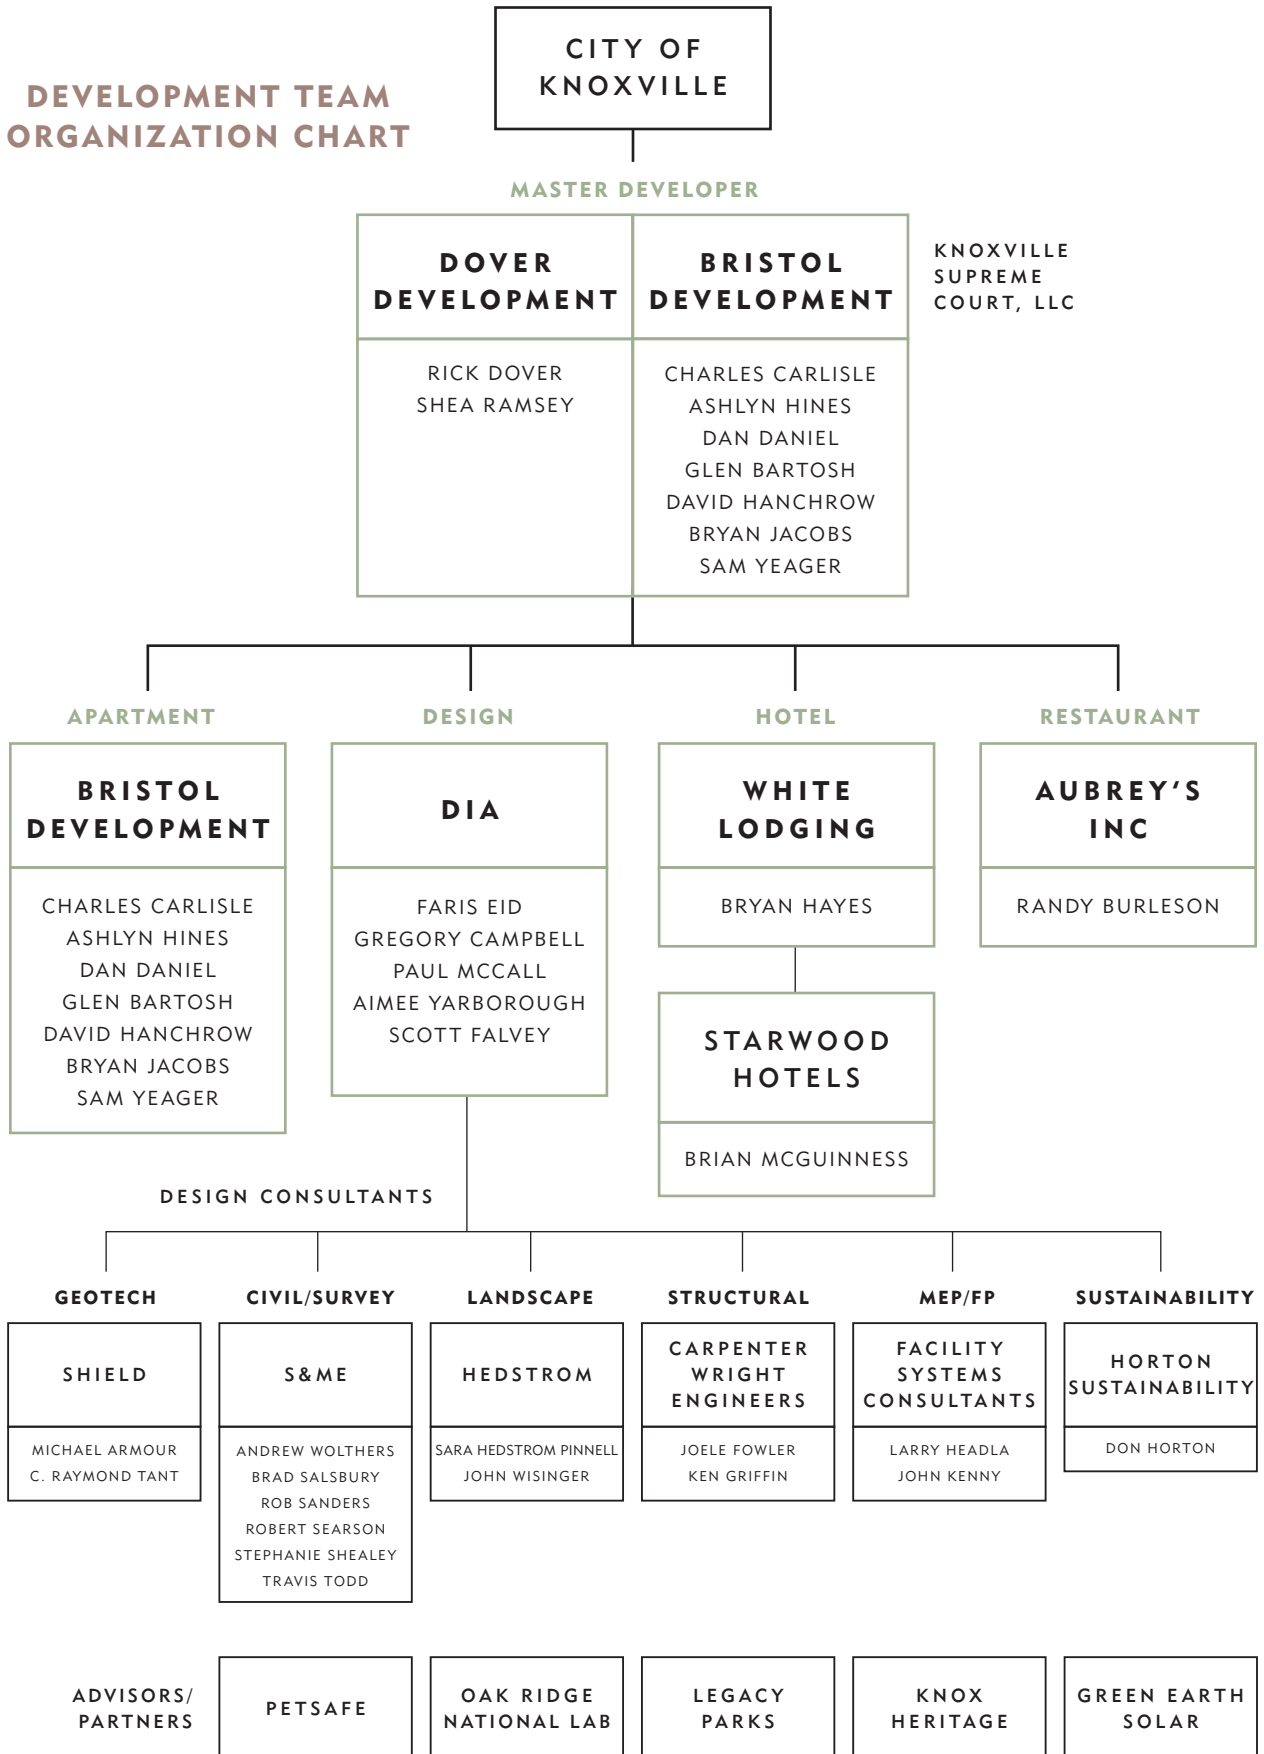 CITY OF
KNOXVILLE
DEVELOPMENT TEAM
ORGANIZATION CHART
MASTER DEVELOPER
DOVER
DEVELOPMENT
RICK DOVER
SHEA RAMSEY
BRISTOL
DEVELOPMENT
CHARLES CARLISLE
ASHLYN HINES
DAN DANIEL
GLEN BARTOSH
DAVID HANCHROW
BRYAN JACOBS
SAM YEAGER
KNOXVILLE
SUPREME
COURT, LLC
APARTMENT
BRISTOL
DEVELOPMENT
CHARLES CARLISLE
ASHLYN HINES
DAN DANIEL
GLEN BARTOSH
DAVID HANCHROW
BRYAN JACOBS
SAM YEAGER
DESIGN
DIA
FARIS EID
GREGORY CAMPBELL
PAUL MCCALL
AIMEE YARBOROUGH
SCOTT FALVEY
HOTEL
WHITE
LODGING
BRYAN HAYES
STARWOOD
HOTELS
BRIAN MCGUINNESS
RESTAURANT
AUBREY'S
INC
RANDY BURLESON
DESIGN CONSULTANTS
GEOTECH
SHIELD
MICHAEL ARMOUR
C. RAYMOND TANT
CIVIL/SURVEY
S&ME
ANDREW WOLTHERS
BRAD SALSBURY
ROB SANDERS
ROBERT SEARSON
STEPHANIE SHEALEY
TRAVIS TODD
LANDSCAPE
HEDSTROM
SARA HEDSTROM PINNELL
JOHN WISINGER
STRUCTURAL
CARPENTER
WRIGHT
ENGINEERS
JOELE FOWLER
KEN GRIFFIN
MEP/FP
FACILITY
SYSTEMS
CONSULTANTS
LARRY HEADLA
JOHN KENNY
SUSTAINABILITY
HORTON
SUSTAINABILITY
DON HORTON
ADVISORS/
PARTNERS
PETSAFE
OAK RIDGE
NATIONAL LAB
LEGACY
PARKS
KNOX
HERITAGE
GREEN EARTH
SOLAR